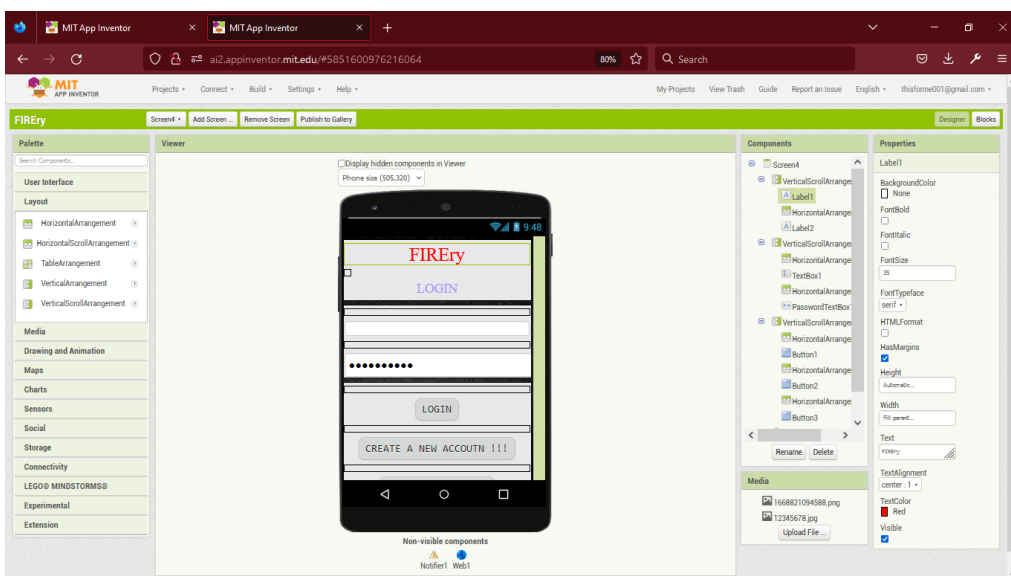 MIT App Inventor
MIT App Inventor
ai2.appinventor.mit.edu/#5851600976216064
80%
Search
MIT
APP INVENTOR
Projects
Connect
Build
Settings
Help
My Projects
View Trash
Guide
Report an Issue
English
thisforme001@gmail.com
FIREry
Screen4
Add Screen ...
Remove Screen
Publish to Gallery
Designer
Blocks
Palette
Search Components...
User Interface
Layout
HorizontalArrangement
HorizontalScrollArrangement
TableArrangement
VerticalArrangement
VerticalScrollArrangement
Media
Drawing and Animation
Maps
Charts
Sensors
Social
Storage
Connectivity
LEGO® MINDSTORMS®
Experimental
Extension
Viewer
Display hidden components in Viewer
Phone size (505,320)
9:48
FIREry
LOGIN
LOGIN
CREATE A NEW ACCOUTN !!!
Non-visible components
Notifier1
Web1
Components
Screen4
VerticalScrollArranger
Label1
HorizontalArrange
Label2
VerticalScrollArranger
HorizontalArrange
TextBox1
HorizontalArrange
PasswordTextBox
VerticalScrollArranger
HorizontalArrange
Button1
HorizontalArrange
Button2
HorizontalArrange
Button3
Rename
Delete
Media
1668821094588.png
12345678.jpg
Upload File ...
Properties
Label1
BackgroundColor
None
FontBold
FontItalic
FontSize
35
FontTypeface
serif
HTMLFormat
HasMargins
Height
Automatic...
Width
Fill parent...
Text
FIREry
TextAlignment
center : 1
TextColor
Red
Visible